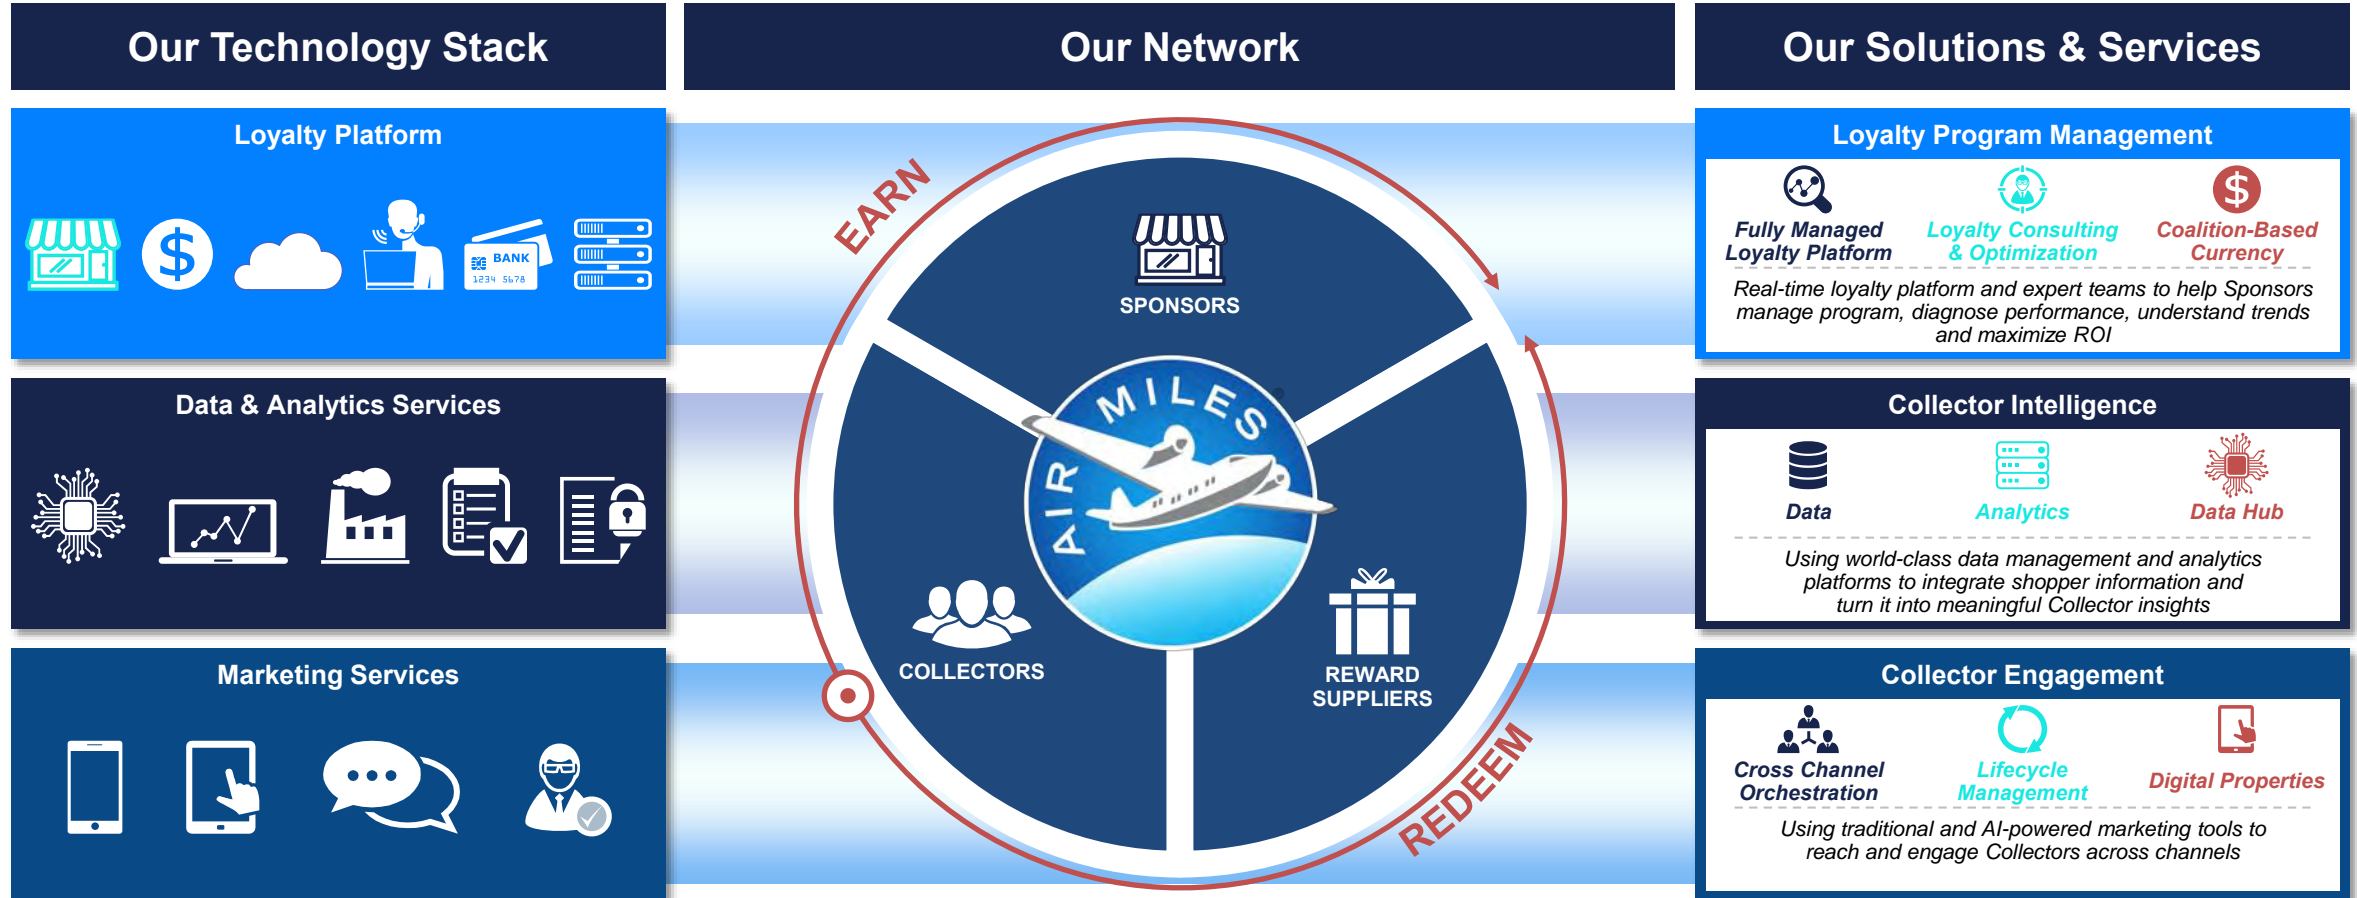 Our Technology Stack
Our Network
Our Solutions & Services
Loyalty Platform
BANK
1234 5678
Data & Analytics Services
Marketing Services
EARN
SPONSORS
AIR MILES
COLLECTORS
REWARD
SUPPLIERS
REDEEM
Loyalty Program Management
Fully Managed
Loyalty Platform
Loyalty Consulting
& Optimization
Coalition-Based
Currency
Real-time loyalty platform and expert teams to help Sponsors
manage program, diagnose performance, understand trends
and maximize ROI
Collector Intelligence
Data
Analytics
Data Hub
Using world-class data management and analytics
platforms to integrate shopper information and
turn it into meaningful Collector insights
Collector Engagement
Cross Channel
Orchestration
Lifecycle
Management
Digital Properties
Using traditional and AI-powered marketing tools to
reach and engage Collectors across channels